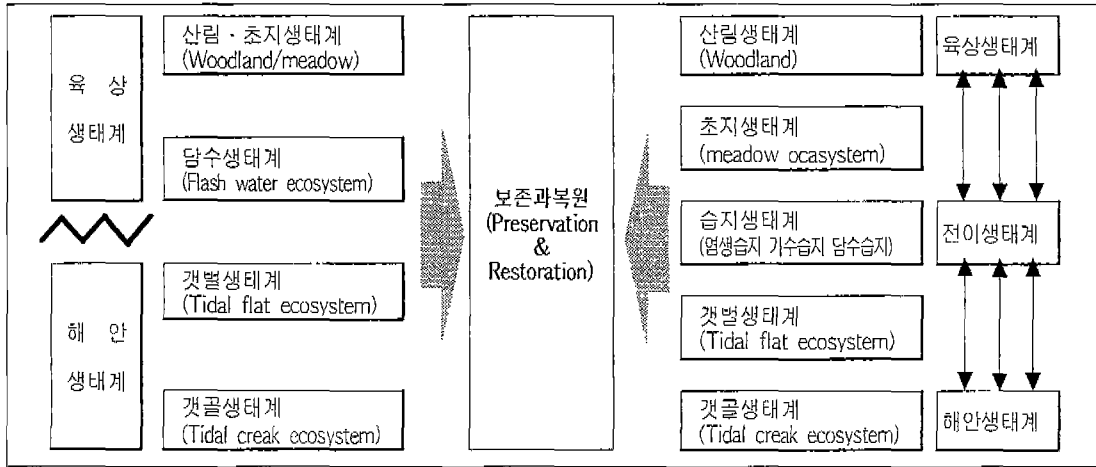 육 상
생태계
해 안
생태계
산림·초지생태계
(Woodland/meadow)
담수생태계
(Flash water ecosystem)
갯벌생태계
(Tidal flat ecosystem)
갯골생태계
(Tidal creak ecosystem)
보존과복원
(Preservation
&
Restoration)
산림생태계
(Woodland)
초지생태계
(meadow ocasystem)
습지생태계
(염생습지 기수습지 담수습지)
갯벌생태계
(Tidal flat ecosystem)
갯골생태계
(Tidal creak ecosystem)
육상생태계
전이생태계
해안생태계